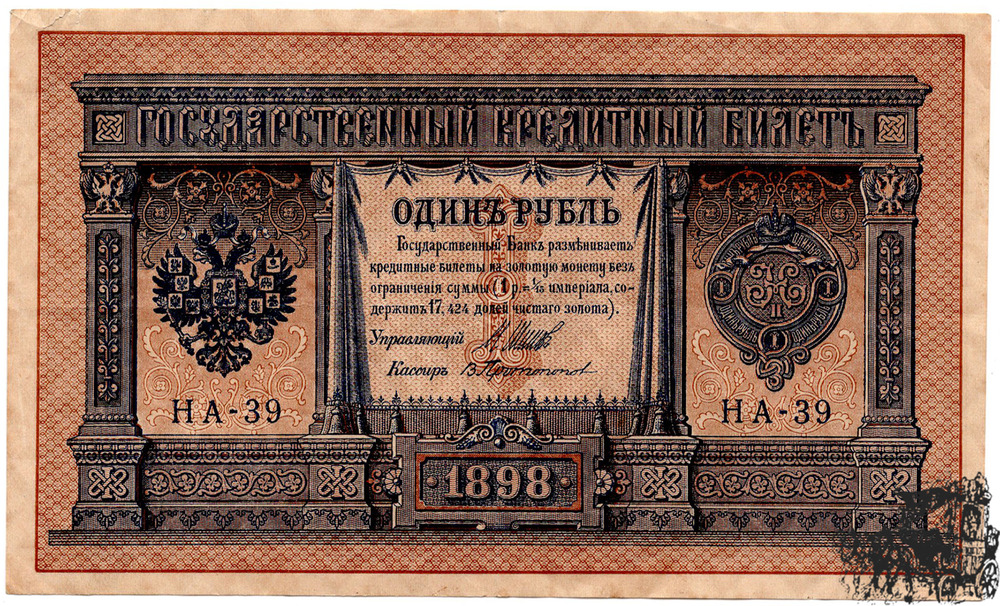 ГОСУДАРСТВЕННЫЙ КРЕДИТНЫЙ БИЛЕТЪ
ОДИНЪ РУБЛЬ
Государственный Банкъ размѣниваетъ
кредитные билеты на золотую монету безъ
ограниченія суммы (1 р. = 1/15 имперіала, со-
держитъ 17,424 долей чистаго золота).
Управляющій
Кассиръ
НА-39
НА-39
1898